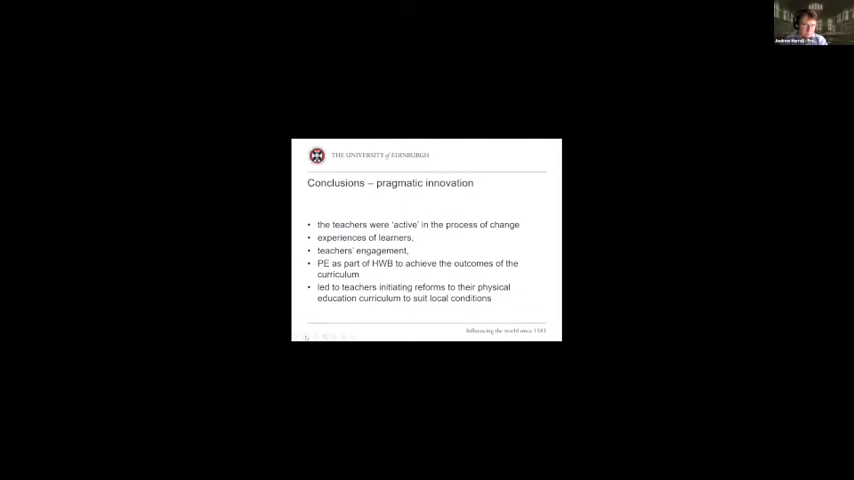 THE UNIVERSITY of EDINBURGH
Conclusions – pragmatic innovation
• the teachers were ‘active’ in the process of change
• experiences of learners,
• teachers’ engagement,
• PE as part of HWB to achieve the outcomes of the
curriculum
• led to teachers initiating reforms to their physical
education curriculum to suit local conditions
Influencing the world since 1583